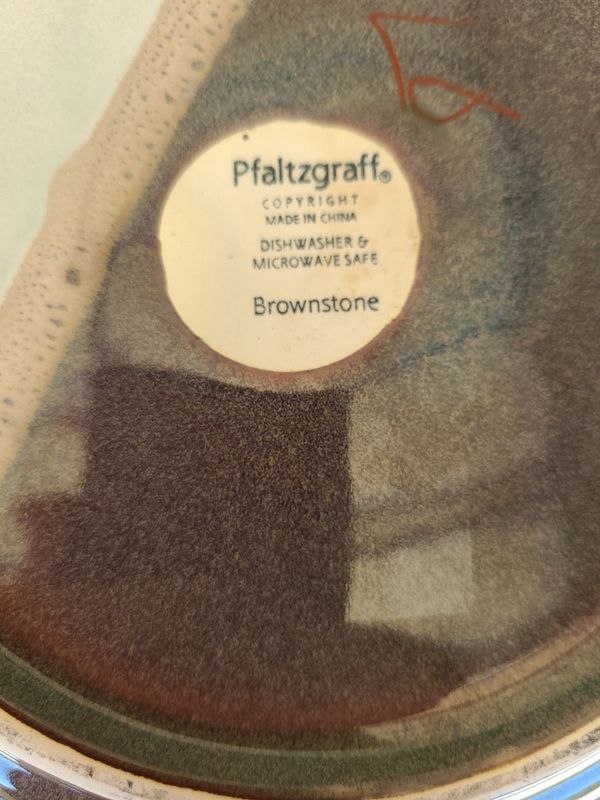 Pfaltzgraff®
COPYRIGHT
MADE IN CHINA
DISHWASHER &
MICROWAVE SAFE
Brownstone